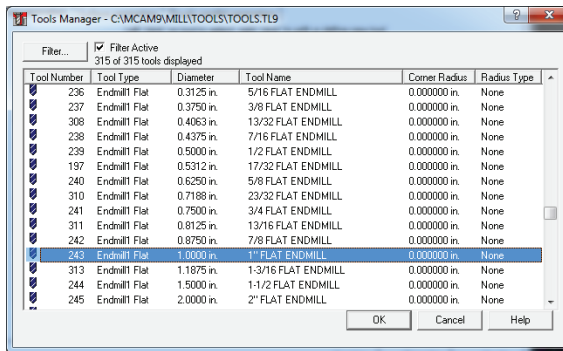 Tools Manager - C:\MCAM9\MILL\TOOLS\TOOLS.TL9
Filter... Filter Active
315 of 315 tools displayed
Tool Number Tool Type Diameter Tool Name Corner Radius Radius Type
236 Endmill1 Flat 0.3125 in. 5/16 FLAT ENDMILL 0.000000 in. None
237 Endmill1 Flat 0.3750 in. 3/8 FLAT ENDMILL 0.000000 in. None
308 Endmill1 Flat 0.4063 in. 13/32 FLAT ENDMILL 0.000000 in. None
238 Endmill1 Flat 0.4375 in. 7/16 FLAT ENDMILL 0.000000 in. None
239 Endmill1 Flat 0.5000 in. 1/2 FLAT ENDMILL 0.000000 in. None
197 Endmill1 Flat 0.5312 in. 17/32 FLAT ENDMILL 0.000000 in. None
240 Endmill1 Flat 0.6250 in. 5/8 FLAT ENDMILL 0.000000 in. None
310 Endmill1 Flat 0.7188 in. 23/32 FLAT ENDMILL 0.000000 in. None
241 Endmill1 Flat 0.7500 in. 3/4 FLAT ENDMILL 0.000000 in. None
311 Endmill1 Flat 0.8125 in. 13/16 FLAT ENDMILL 0.000000 in. None
242 Endmill1 Flat 0.8750 in. 7/8 FLAT ENDMILL 0.000000 in. None
243 Endmill1 Flat 1.0000 in. 1" FLAT ENDMILL 0.000000 in. None
313 Endmill1 Flat 1.1875 in. 1-3/16 FLAT ENDMILL 0.000000 in. None
244 Endmill1 Flat 1.5000 in. 1-1/2 FLAT ENDMILL 0.000000 in. None
245 Endmill1 Flat 2.0000 in. 2" FLAT ENDMILL 0.000000 in. None
OK Cancel Help